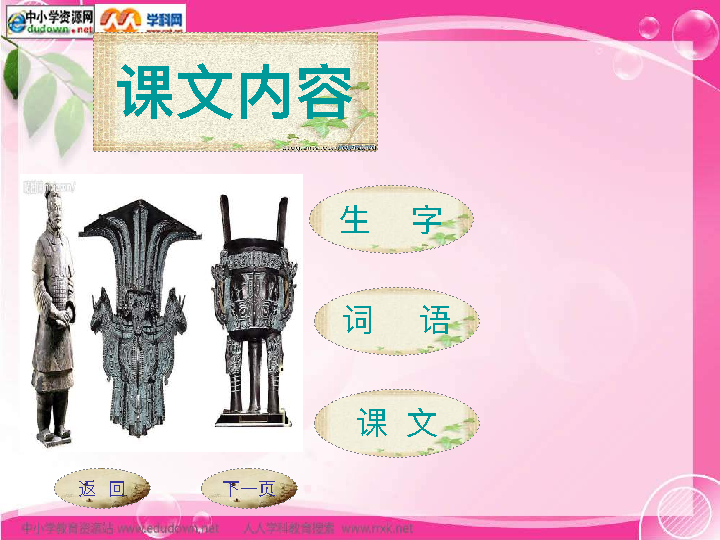 中小学资源网
edudown.net
学科网
课文内容
生 字
词 语
课 文
返 回
下一页
中小学教育资源站 www.edudown.net 人人学科教育搜索 www.rrxk.net